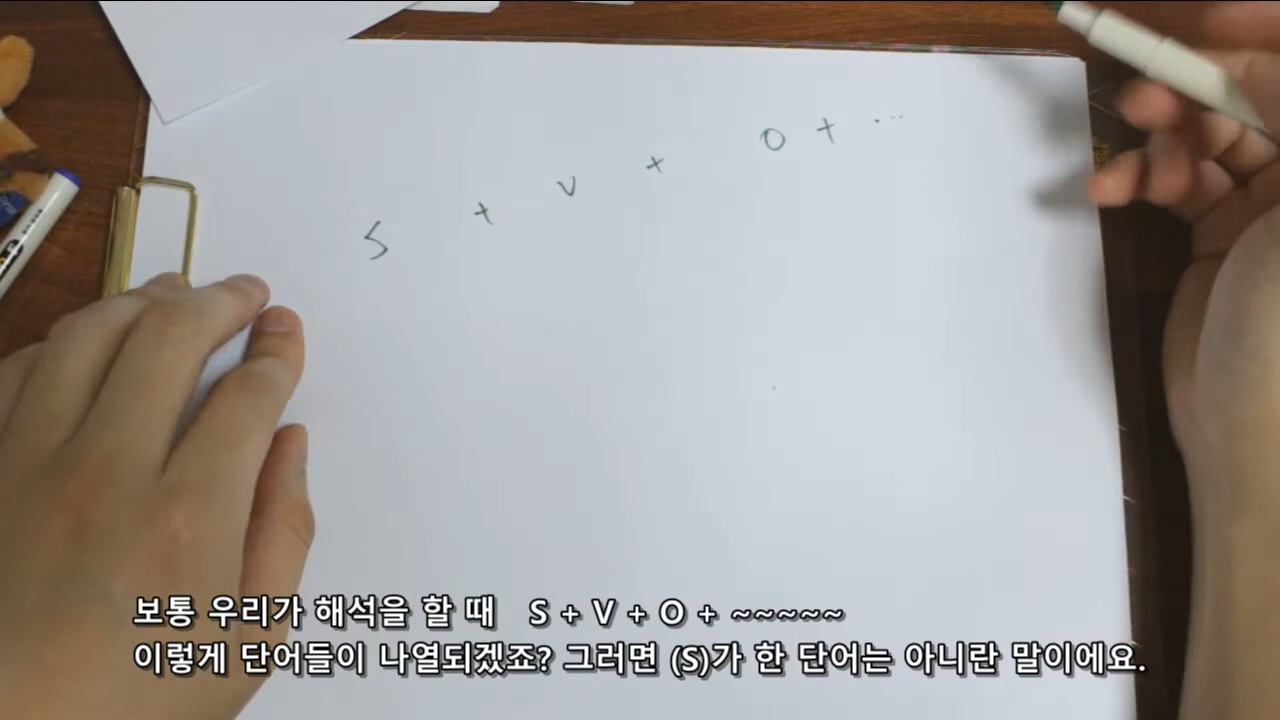 S + V + O + ...
보통 우리가 해석을 할 때 S + V + O + ~~~~~
이렇게 단어들이 나열되겠죠? 그러면 (S)가 한 단어는 아니란 말이에요.